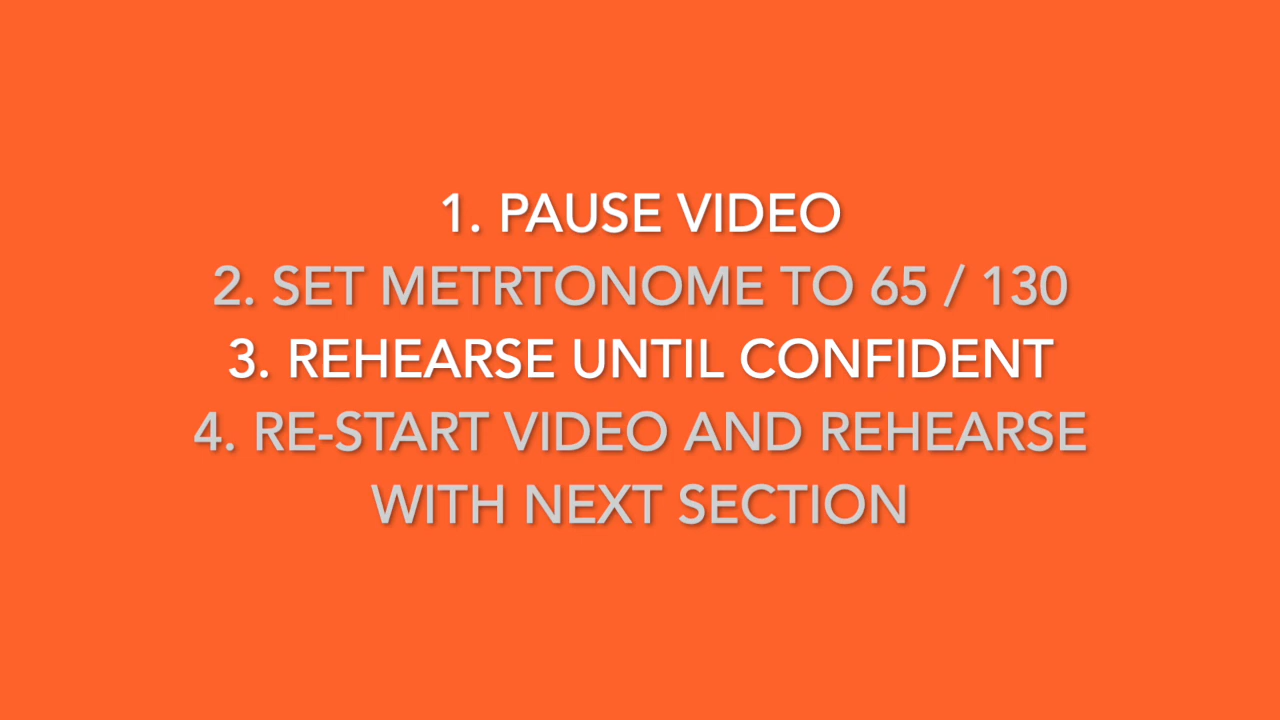 1. PAUSE VIDEO
2. SET METRTONOME TO 65 / 130
3. REHEARSE UNTIL CONFIDENT
4. RE-START VIDEO AND REHEARSE
WITH NEXT SECTION